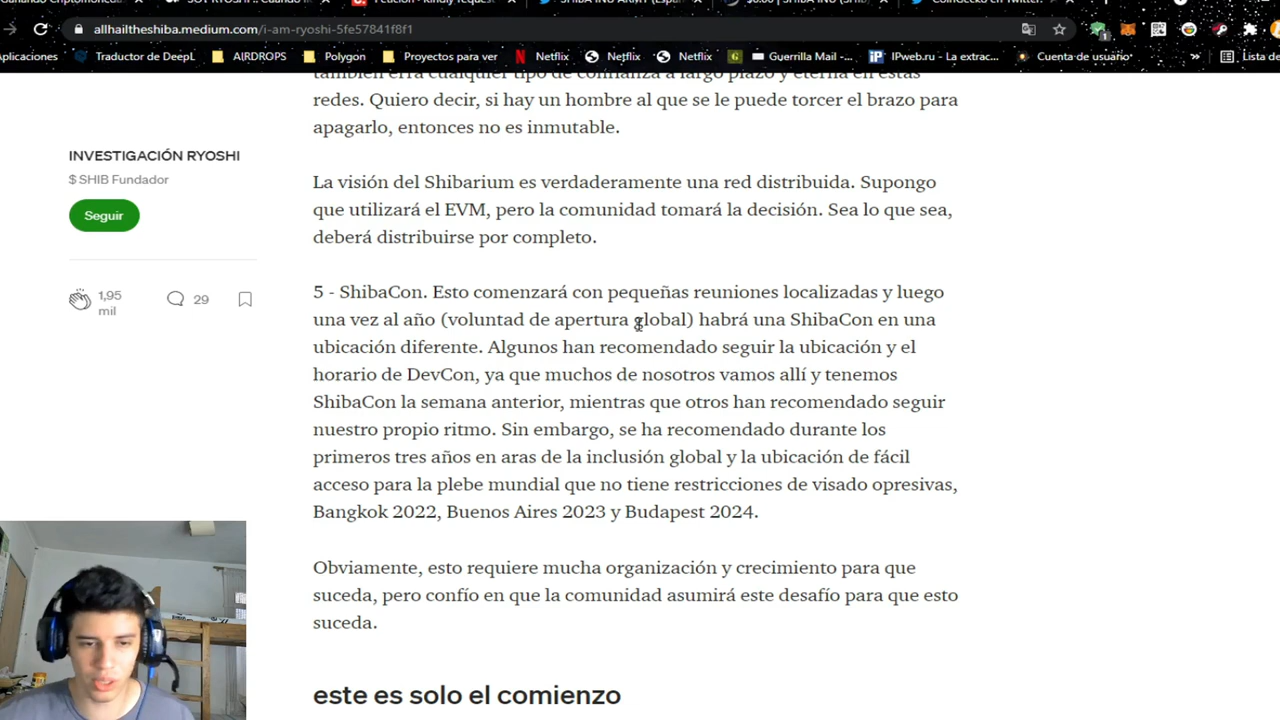 allhailtheshiba.medium.com/i-am-ryoshi-5fe57841f8f1
Aplicaciones Traductor de DeepL A(RDROPS Polygon Proyectos para ver Netflix Netflix Netflix Guerrilla Mail -... IPweb.ru - La extrac... Cuenta de usuario Lista de
también erra cualquier tipo de confianza a largo plazo y eterna en estas
redes. Quiero decir, si hay un hombre al que se le puede torcer el brazo para
apagarlo, entonces no es inmutable.
INVESTIGACIÓN RYOSHI
$ SHIB Fundador
Seguir
1,95
mil
29
La visión del Shibarium es verdaderamente una red distribuida. Supongo
que utilizará el EVM, pero la comunidad tomará la decisión. Sea lo que sea,
deberá distribuirse por completo.
5 - ShibaCon. Esto comenzará con pequeñas reuniones localizadas y luego
una vez al año (voluntad de apertura global) habrá una ShibaCon en una
ubicación diferente. Algunos han recomendado seguir la ubicación y el
horario de DevCon, ya que muchos de nosotros vamos allí y tenemos
ShibaCon la semana anterior, mientras que otros han recomendado seguir
nuestro propio ritmo. Sin embargo, se ha recomendado durante los
primeros tres años en aras de la inclusión global y la ubicación de fácil
acceso para la plebe mundial que no tiene restricciones de visado opresivas,
Bangkok 2022, Buenos Aires 2023 y Budapest 2024.
Obviamente, esto requiere mucha organización y crecimiento para que
suceda, pero confío en que la comunidad asumirá este desafío para que esto
suceda.
este es solo el comienzo